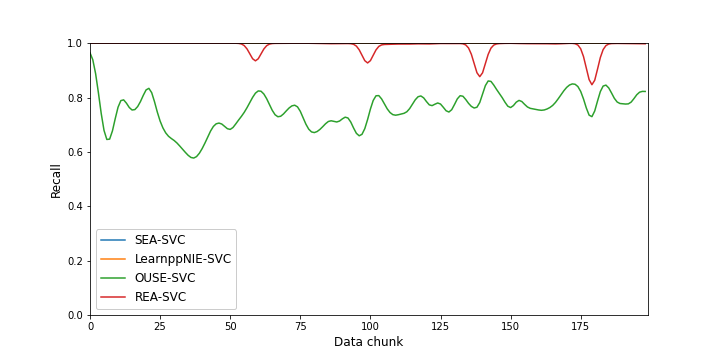 1.0
0.8
0.6
0.4
0.2
0.0
Recall
SEA-SVC
LearnppNIE-SVC
OUSE-SVC
REA-SVC
0 25 50 75 100 125 150 175
Data chunk